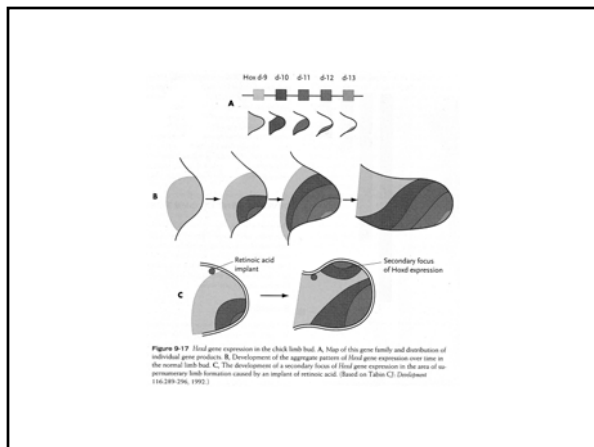 Hox d-9 d-10 d-11 d-12 d-13
A
B
Retinoic acid
implant
Secondary focus
of Hoxd expression
C
Figure 9-17 Hoxd gene expression in the chick limb bud. A, Map of this gene family and distribution of
individual gene products. B, Development of the aggregate pattern of Hoxd gene expression over time in
the normal limb bud. C, The development of a secondary focus of Hoxd gene expression in the area of su-
pernumerary limb formation caused by an implant of retinoic acid. (Based on Tabin CJ: Development
116:289-296, 1992.)